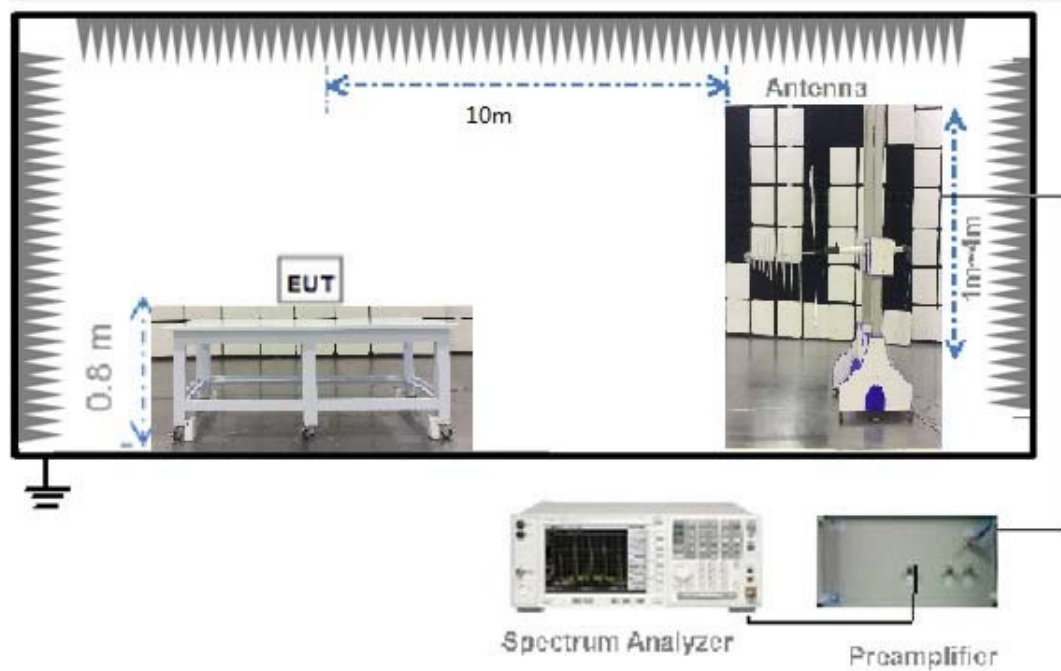 Antenna
10m
1m~4m
EUT
0.8 m
Spectrum Analyzer
Preamplifier